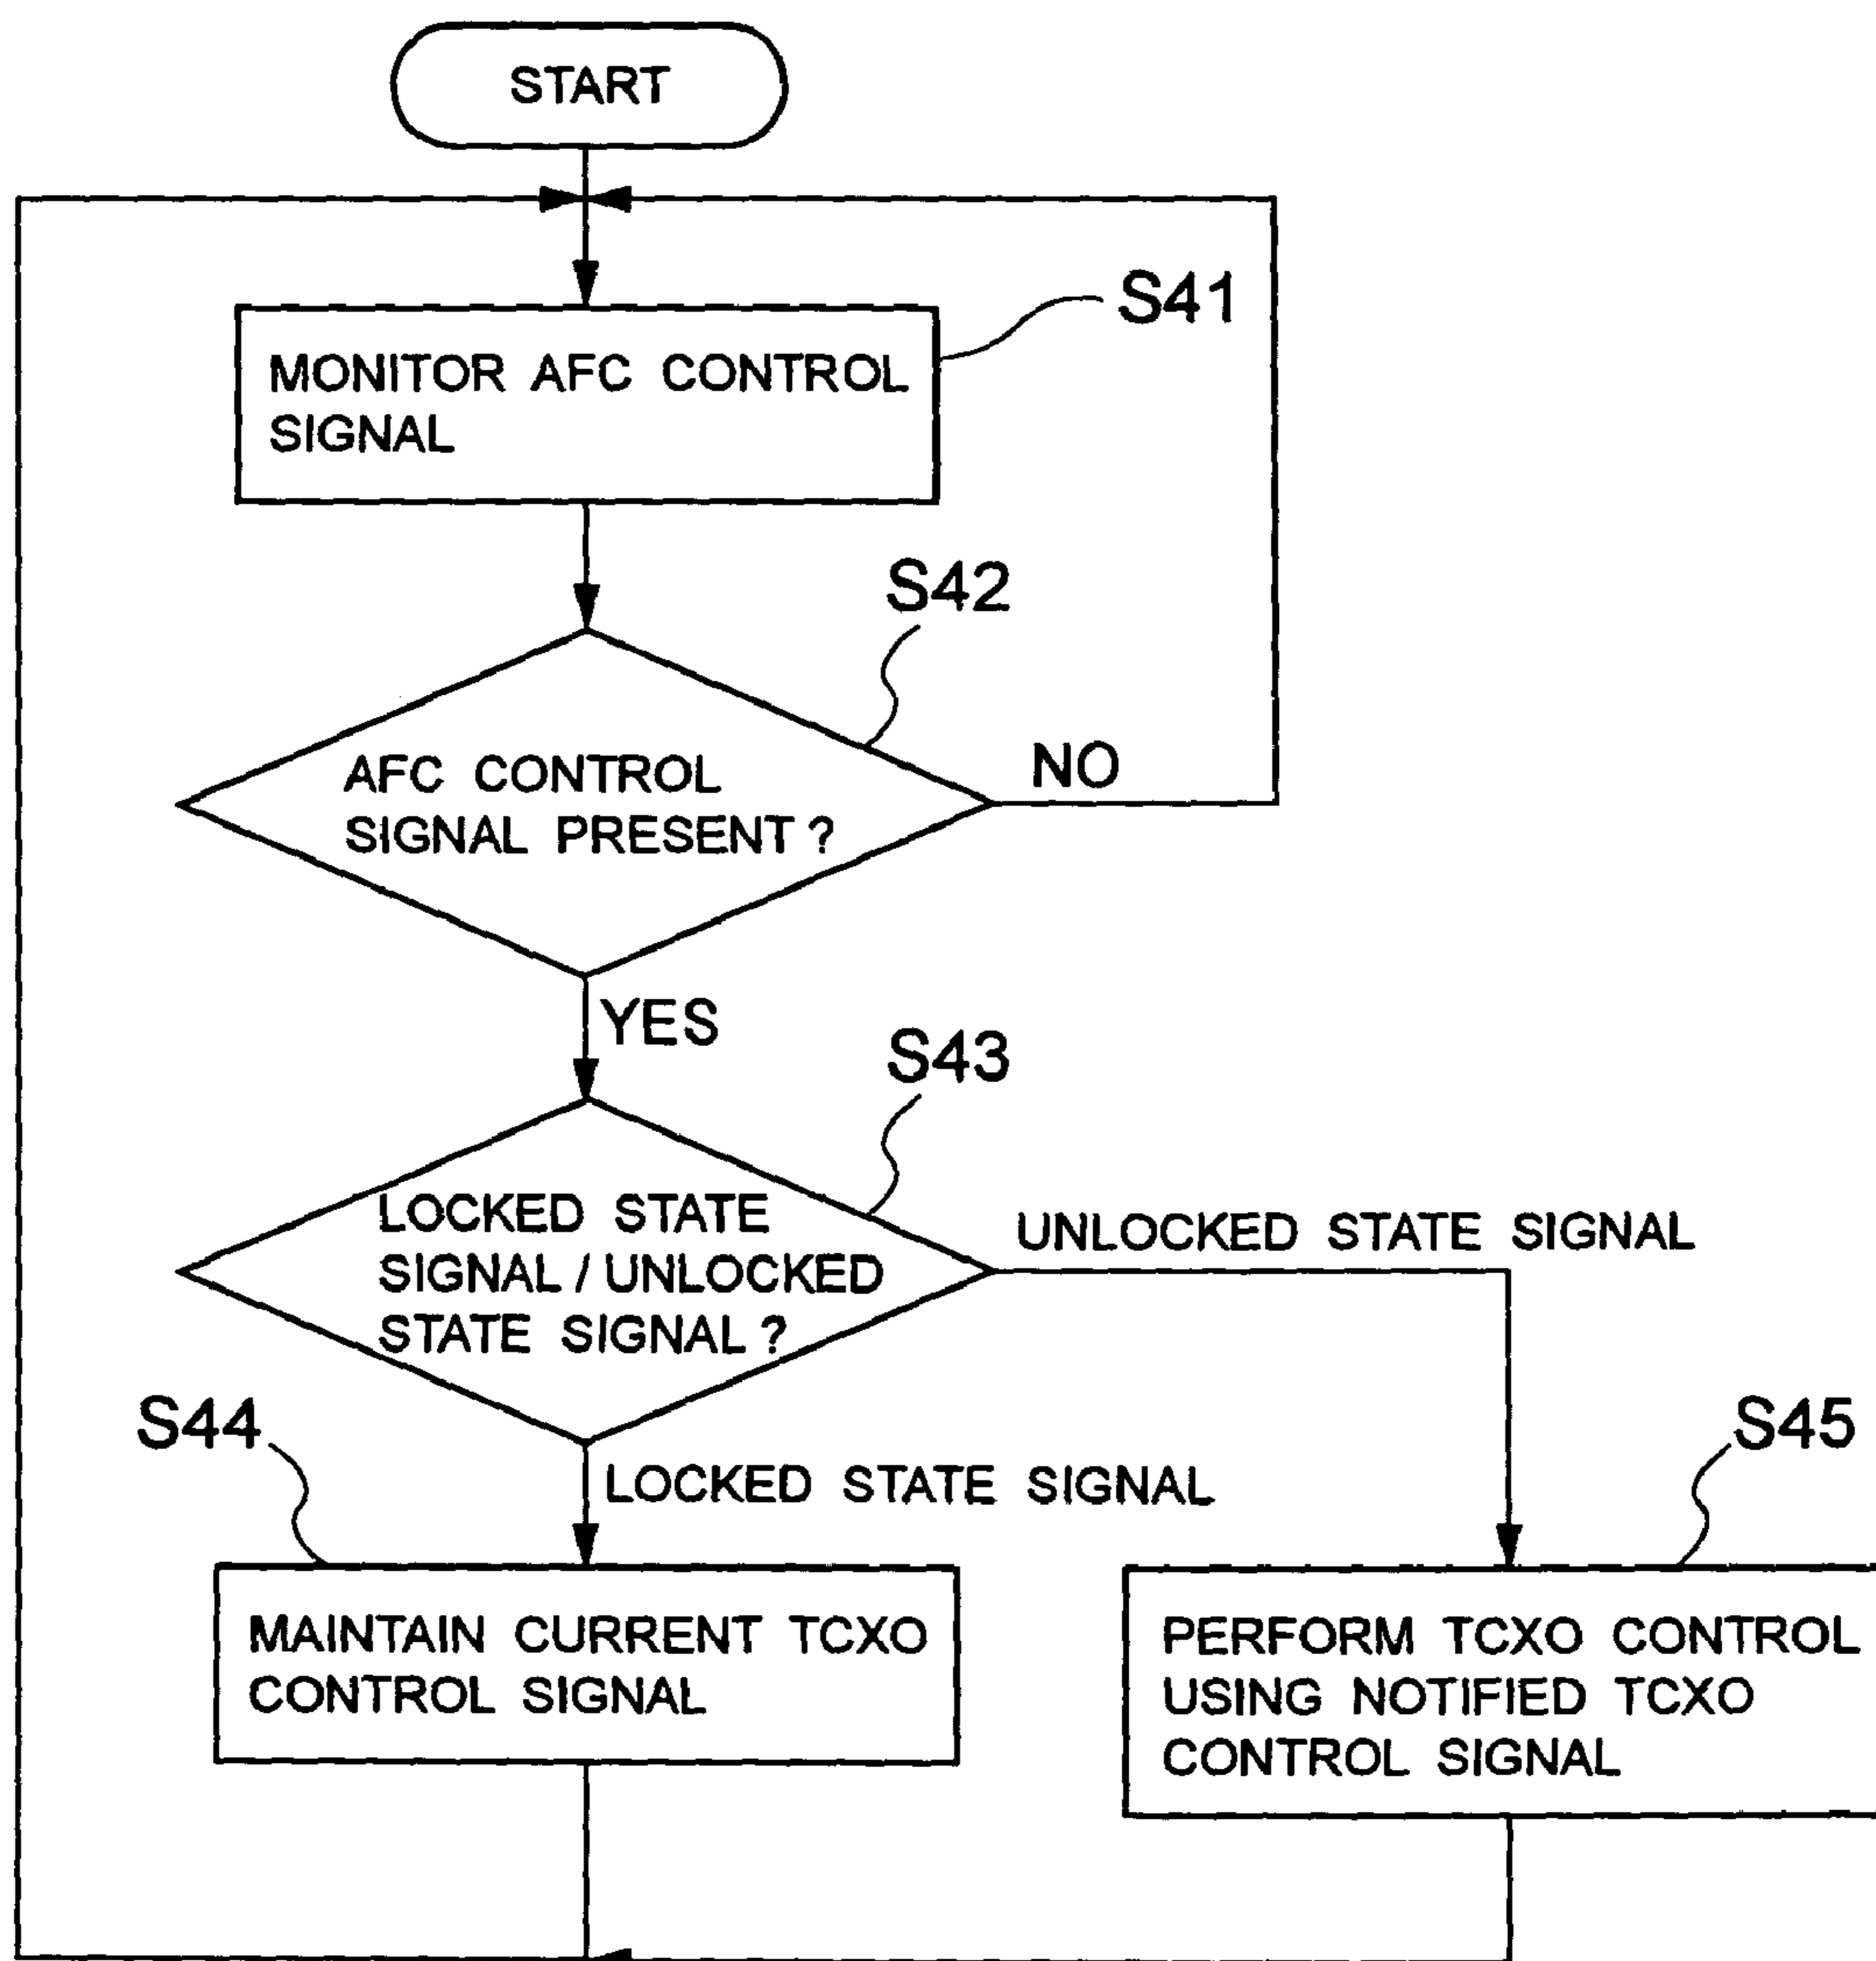 START
S41
MONITOR AFC CONTROL
SIGNAL
S42
AFC CONTROL
SIGNAL PRESENT ?
NO
YES
S43
LOCKED STATE
SIGNAL / UNLOCKED
STATE SIGNAL ?
UNLOCKED STATE SIGNAL
LOCKED STATE SIGNAL
S44
MAINTAIN CURRENT TCXO
CONTROL SIGNAL
S45
PERFORM TCXO CONTROL
USING NOTIFIED TCXO
CONTROL SIGNAL